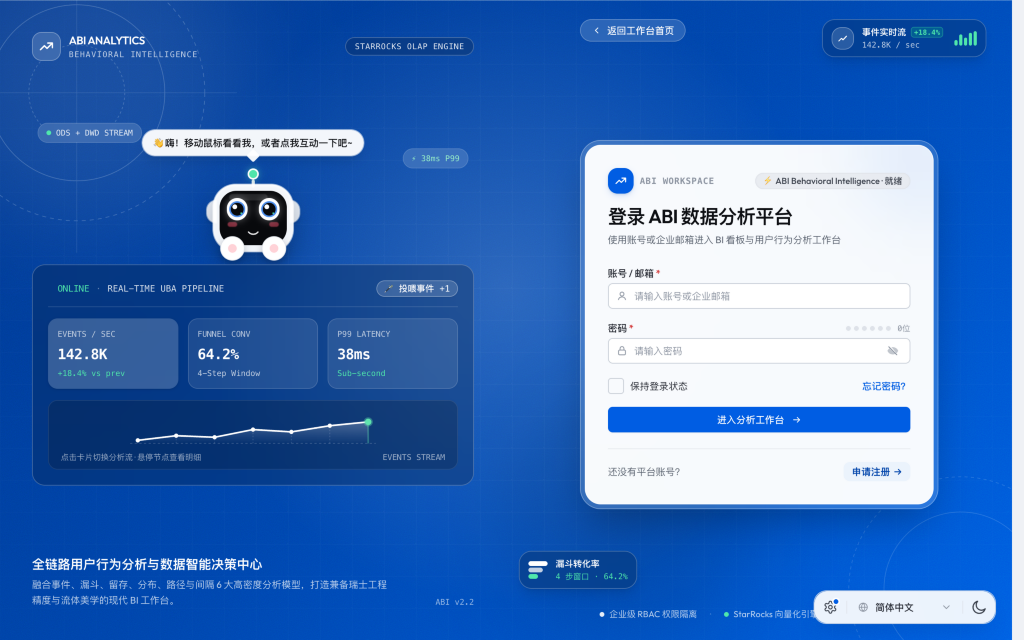 ABI ANALYTICS
BEHAVIORAL INTELLIGENCE
STARROCKS OLAP ENGINE
返回工作台首页
事件实时流 +18.4%
142.8K / sec
ODS + DWD STREAM
👋嗨！移动鼠标看看我，或者点我互动一下吧~
⚡ 38ms P99
ONLINE · REAL-TIME UBA PIPELINE
投喂事件 +1
EVENTS / SEC
142.8K
+18.4% vs prev
FUNNEL CONV
64.2%
4-Step Window
P99 LATENCY
38ms
Sub-second
点击卡片切换分析流·悬停节点查看明细
EVENTS STREAM
ABI WORKSPACE
⚡ ABI Behavioral Intelligence·就绪
登录 ABI 数据分析平台
使用账号或企业邮箱进入 BI 看板与用户行为分析工作台
账号 / 邮箱 *
请输入账号或企业邮箱
密码 *
0位
请输入密码
保持登录状态
忘记密码?
进入分析工作台 →
还没有平台账号?
申请注册 →
全链路用户行为分析与数据智能决策中心
融合事件、漏斗、留存、分布、路径与间隔 6 大高密度分析模型，打造兼备瑞士工程
精度与流体美学的现代 BI 工作台。
ABI v2.2
漏斗转化率
4 步窗口 · 64.2%
企业级 RBAC 权限隔离
·
StarRocks 向量化引擎
简体中文